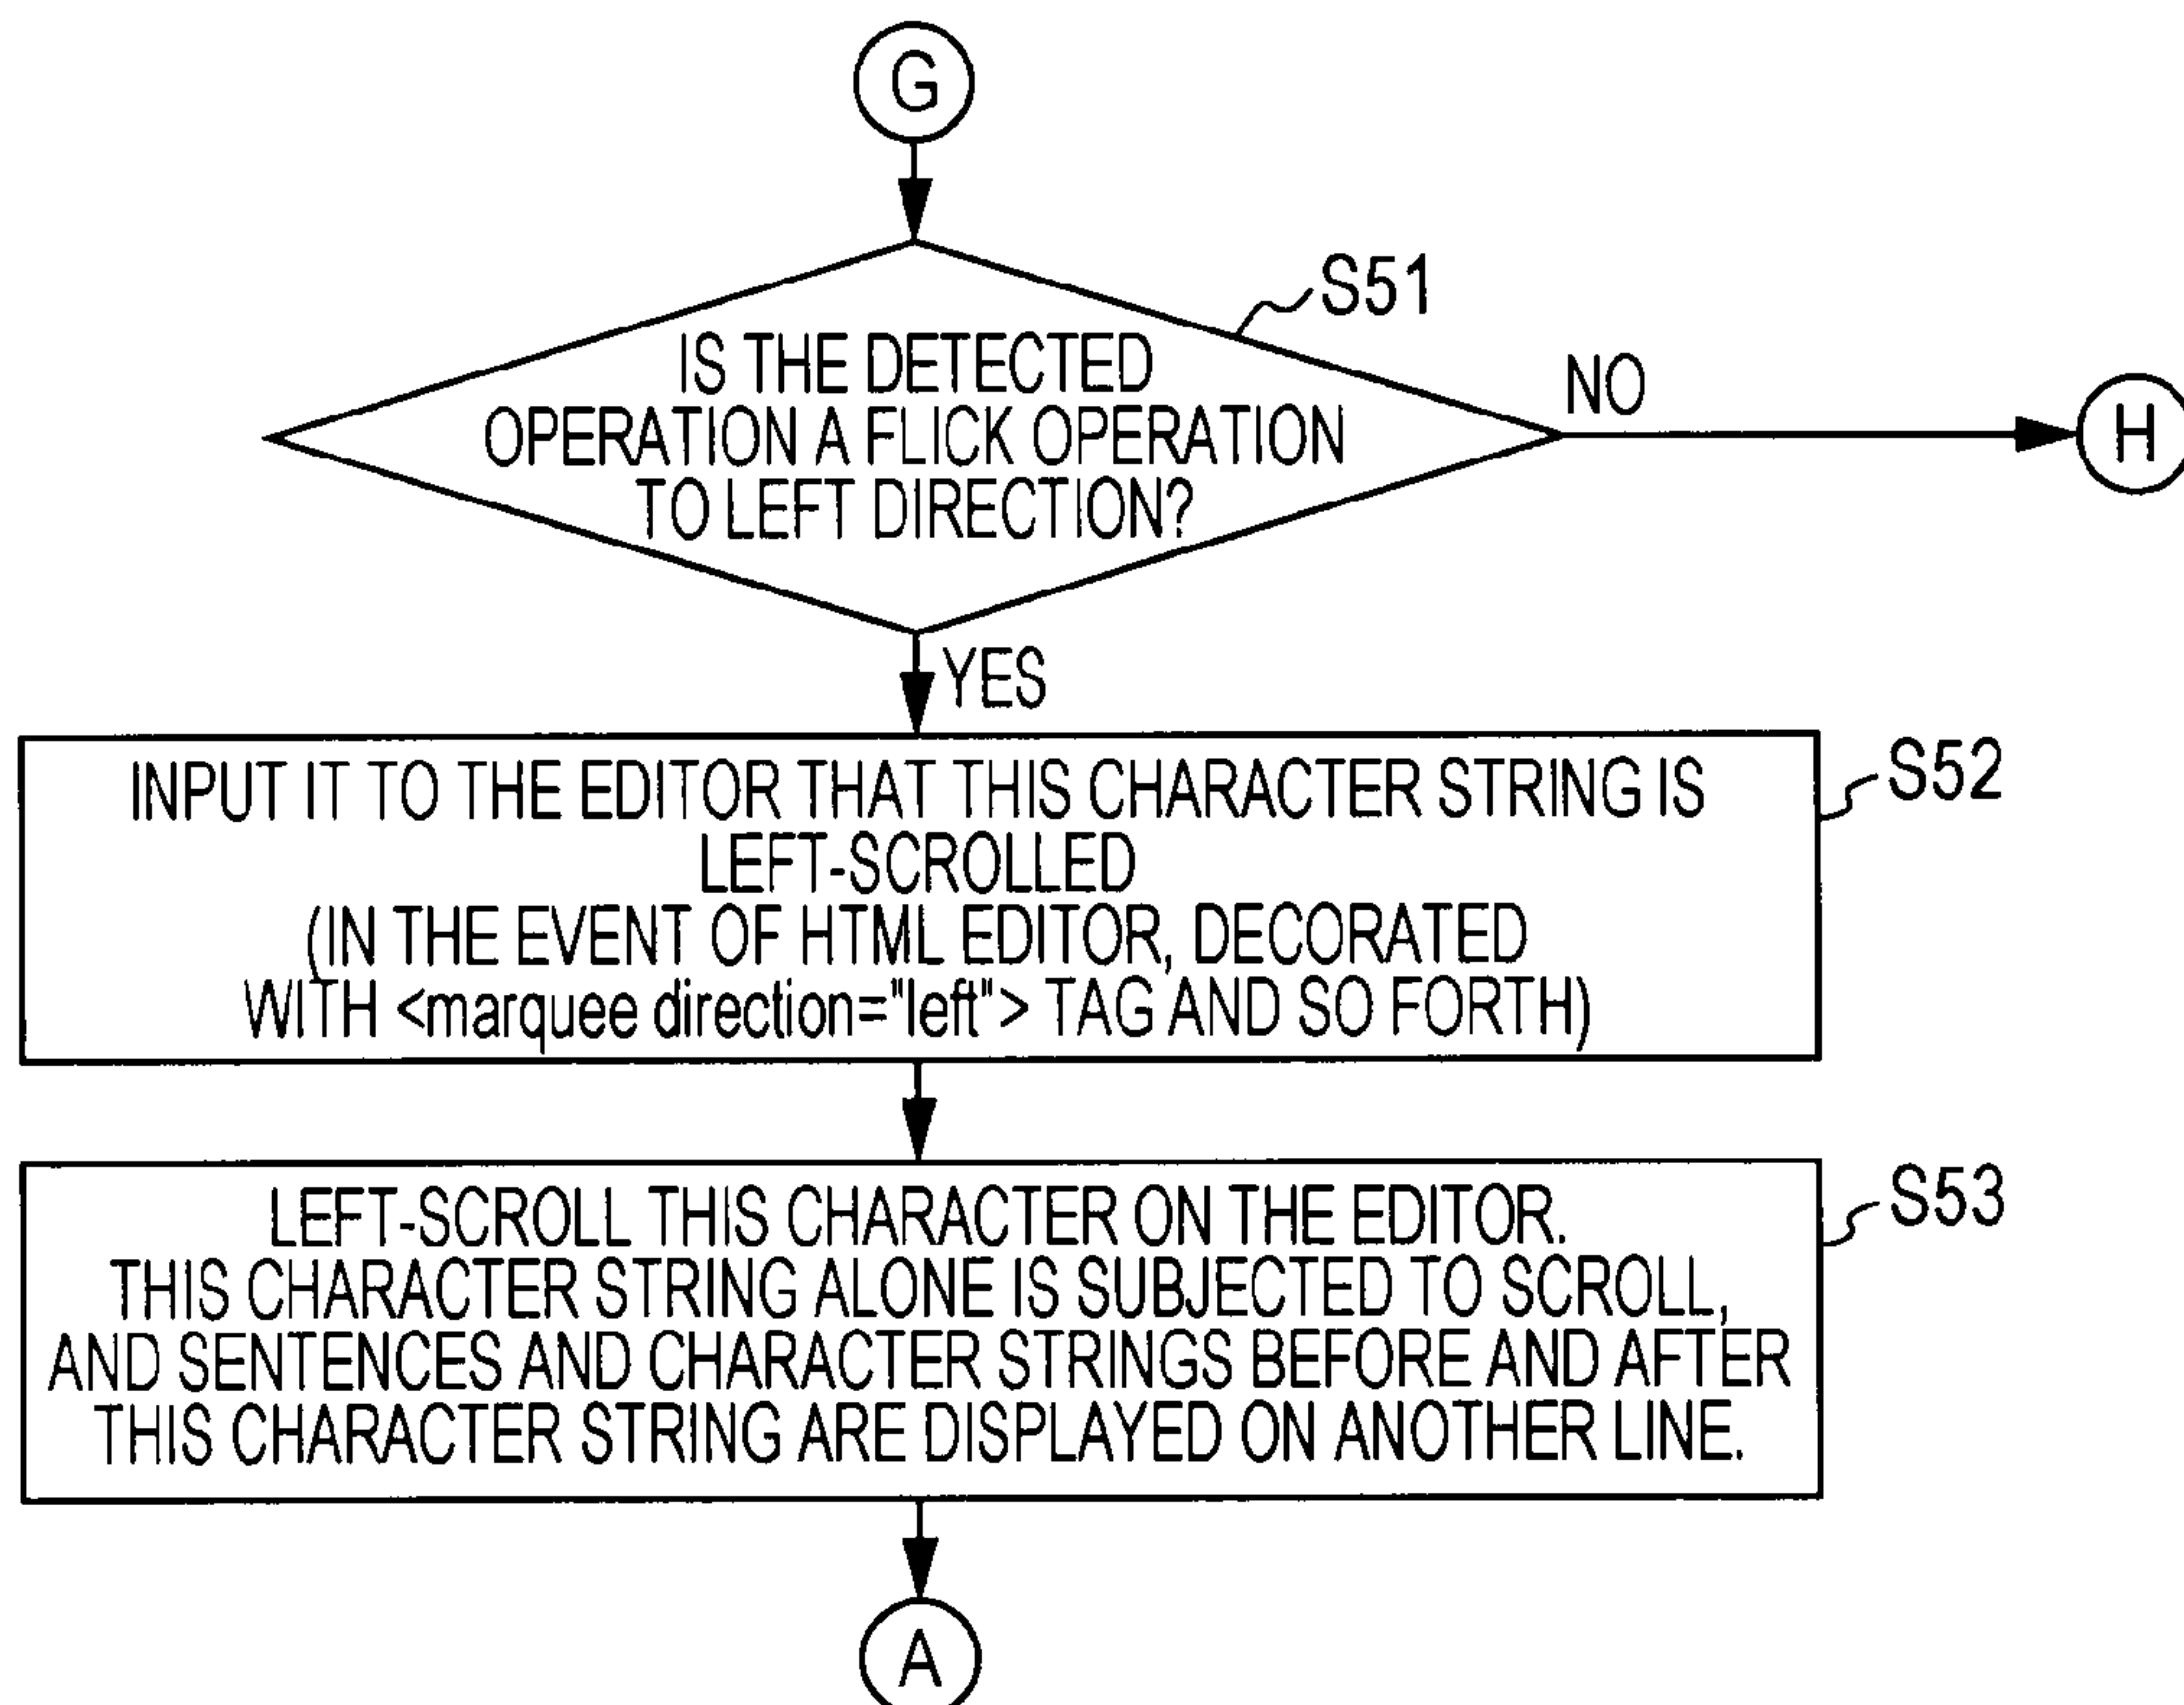 G
S51
IS THE DETECTED
OPERATION A FLICK OPERATION
TO LEFT DIRECTION?
NO
H
YES
S52
INPUT IT TO THE EDITOR THAT THIS CHARACTER STRING IS
LEFT-SCROLLED
(IN THE EVENT OF HTML EDITOR, DECORATED
WITH <marquee direction="left"> TAG AND SO FORTH)
S53
LEFT-SCROLL THIS CHARACTER ON THE EDITOR.
THIS CHARACTER STRING ALONE IS SUBJECTED TO SCROLL,
AND SENTENCES AND CHARACTER STRINGS BEFORE AND AFTER
THIS CHARACTER STRING ARE DISPLAYED ON ANOTHER LINE.
A